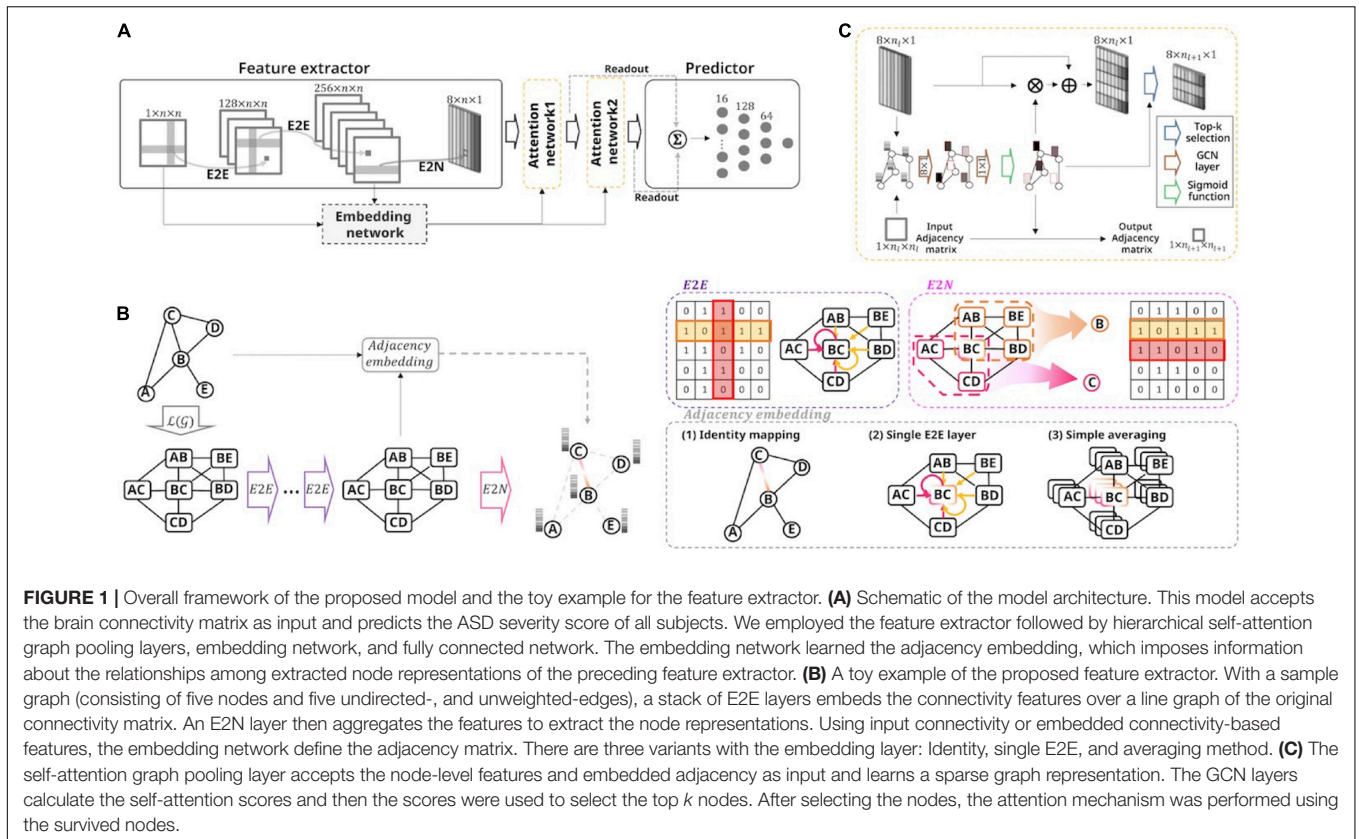 A
Feature extractor
1×n×n
128×n×n
256×n×n
8×n×1
E2E
E2E
E2N
Embedding
network
Attention
network1
Attention
network2
Readout
Readout
Predictor
Σ
16
128
64
C
8×n_l×1
8×n_l×1
8×n_{l+1}×1
⊗
⊕
8×1
1×1
Top-k
selection
GCN
layer
Sigmoid
function
1×n_l×n_l
Input
Adjacency
matrix
Output
Adjacency
matrix
1×n_{l+1}×n_{l+1}
B
C
D
B
A
E
ℒ(𝒢)
Adjacency
embedding
AB
BE
AC
BC
BD
CD
E2E
...
E2E
AB
BE
AC
BC
BD
CD
E2N
C
D
B
A
E
E2E
0 1 1 0 0
1 0 1 1 1
1 1 0 1 0
0 1 1 0 0
0 1 0 0 0
AB
BE
AC
BC
BD
CD
E2N
AB
BE
AC
BC
BD
CD
B
C
0 1 1 0 0
1 0 1 1 1
1 1 0 1 0
0 1 1 0 0
0 1 0 0 0
Adjacency embedding
(1) Identity mapping
C
D
B
A
E
(2) Single E2E layer
AB
BE
AC
BC
BD
CD
(3) Simple averaging
AB
BE
AC
BC
BD
CD
FIGURE 1 | Overall framework of the proposed model and the toy example for the feature extractor. (A) Schematic of the model architecture. This model accepts
the brain connectivity matrix as input and predicts the ASD severity score of all subjects. We employed the feature extractor followed by hierarchical self-attention
graph pooling layers, embedding network, and fully connected network. The embedding network learned the adjacency embedding, which imposes information
about the relationships among extracted node representations of the preceding feature extractor. (B) A toy example of the proposed feature extractor. With a sample
graph (consisting of five nodes and five undirected-, and unweighted-edges), a stack of E2E layers embeds the connectivity features over a line graph of the original
connectivity matrix. An E2N layer then aggregates the features to extract the node representations. Using input connectivity or embedded connectivity-based
features, the embedding network define the adjacency matrix. There are three variants with the embedding layer: Identity, single E2E, and averaging method. (C) The
self-attention graph pooling layer accepts the node-level features and embedded adjacency as input and learns a sparse graph representation. The GCN layers
calculate the self-attention scores and then the scores were used to select the top k nodes. After selecting the nodes, the attention mechanism was performed using
the survived nodes.